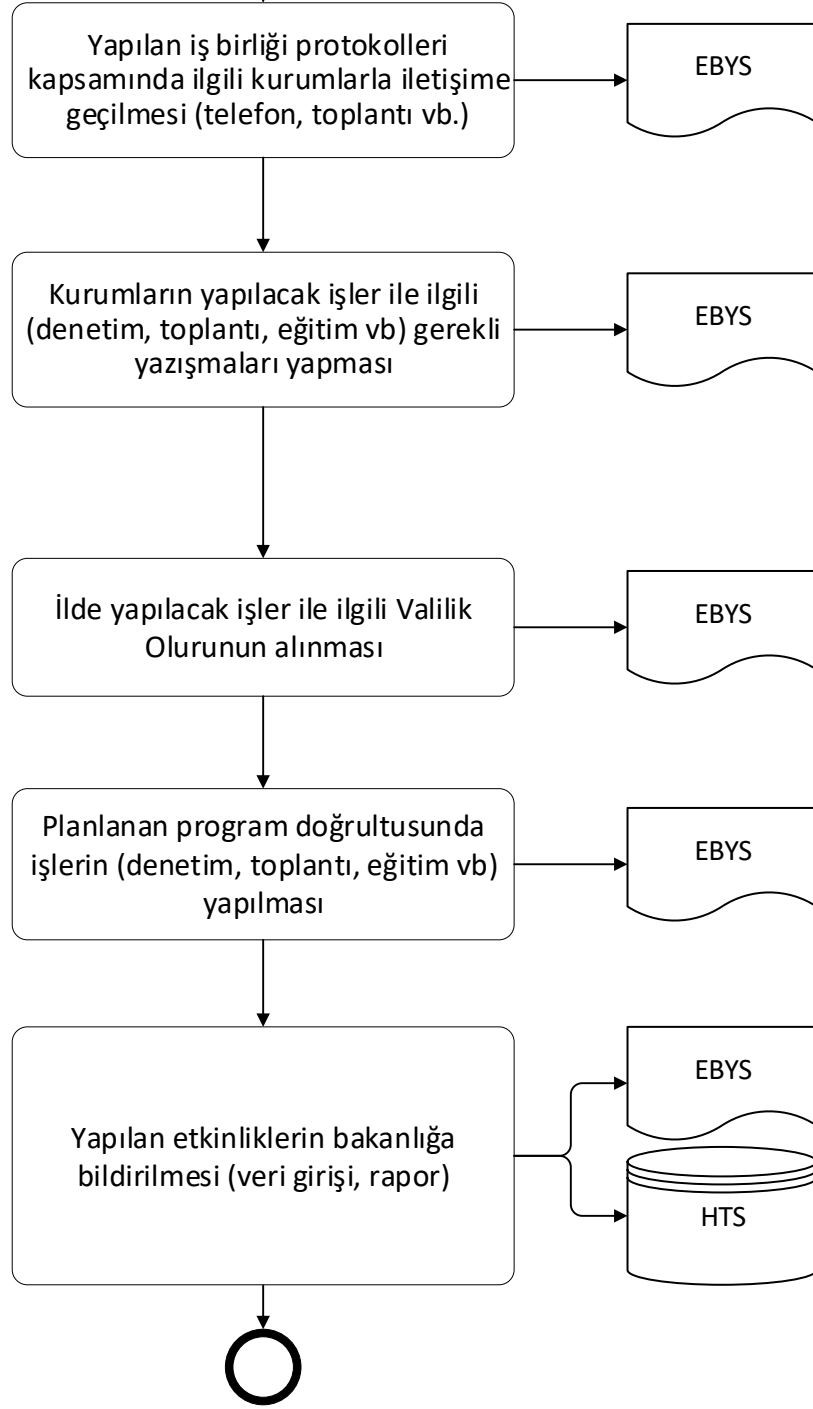 Yapılan iş birliği protokolleri
kapsamında ilgili kurumlarla iletişime
geçilmesi (telefon, toplantı vb.)
EBYS
Kurumların yapılacak işler ile ilgili
(denetim, toplantı, eğitim vb) gerekli
yazışmaları yapması
EBYS
İlde yapılacak işler ile ilgili Valilik
Olurunun alınması
EBYS
Planlanan program doğrultusunda
işlerin (denetim, toplantı, eğitim vb)
yapılması
EBYS
Yapılan etkinliklerin bakanlığa
bildirilmesi (veri girişi, rapor)
EBYS
HTS